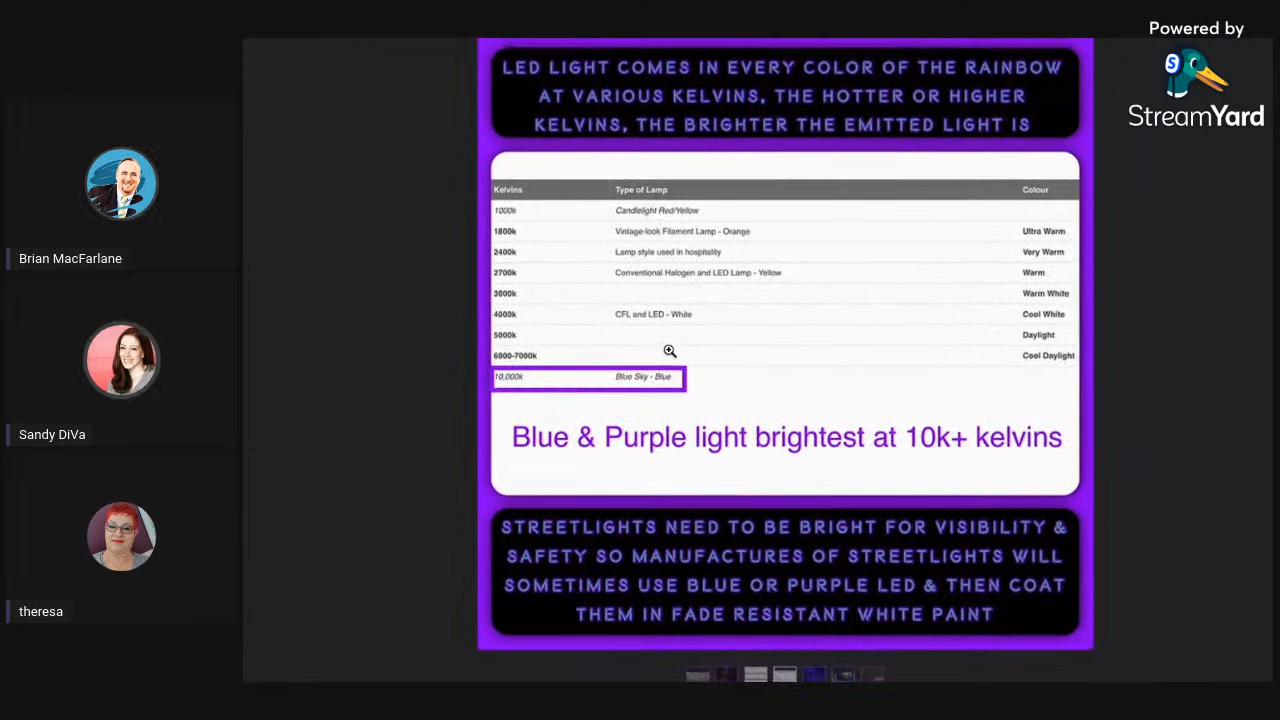 Powered by
StreamYard
LED LIGHT COMES IN EVERY COLOR OF THE RAINBOW
AT VARIOUS KELVINS, THE HOTTER OR HIGHER
KELVINS, THE BRIGHTER THE EMITTED LIGHT IS
Kelvins Type of Lamp Colour
1000k Candlelight Red/Yellow
1800k Vintage-look Filament Lamp - Orange Ultra Warm
2400k Lamp style used in hospitality Very Warm
2700k Conventional Halogen and LED Lamp - Yellow Warm
3000k Warm White
4000k CFL and LED - White Cool White
5000k Daylight
6000-7000k Cool Daylight
10,000k Blue Sky - Blue
Blue & Purple light brightest at 10k+ kelvins
STREETLIGHTS NEED TO BE BRIGHT FOR VISIBILITY &
SAFETY SO MANUFACTURES OF STREETLIGHTS WILL
SOMETIMES USE BLUE OR PURPLE LED & THEN COAT
THEM IN FADE RESISTANT WHITE PAINT
Brian MacFarlane
Sandy DiVa
theresa